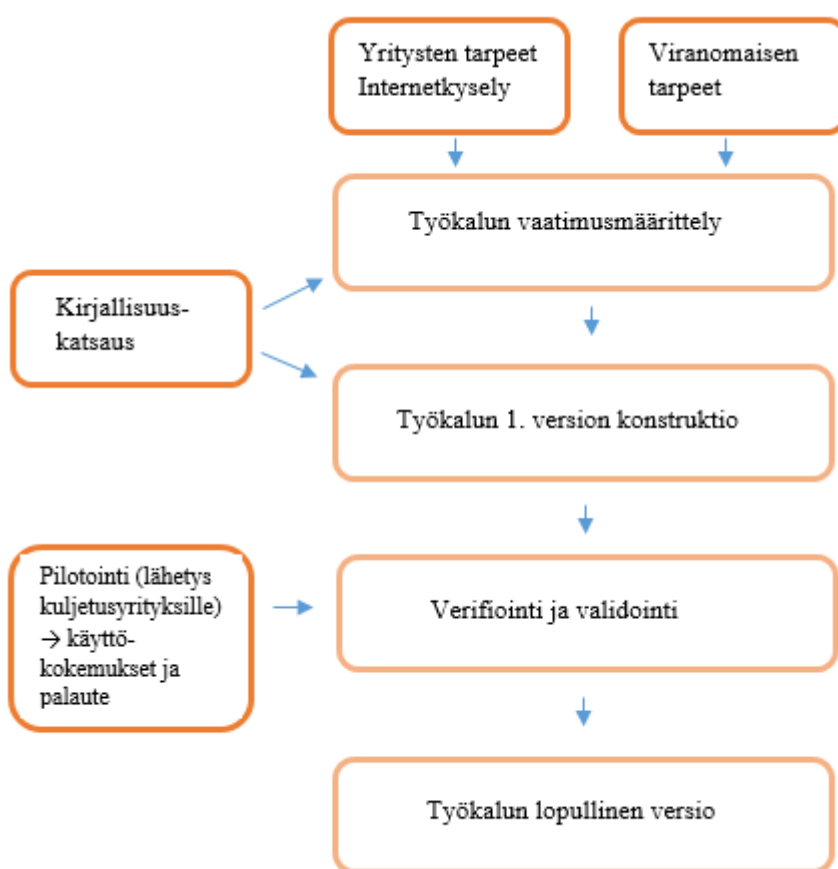 Yritysten tarpeet
Internetkysely
Viranomaisen
tarpeet
Työkalun vaatimusmäärittely
Kirjallisuus-
katsaus
Työkalun 1. version konstruktio
Pilotointi (lähetys
kuljetusyrityksille)
→ käyttö-
kokemukset ja
palaute
Verifiointi ja validointi
Työkalun lopullinen versio